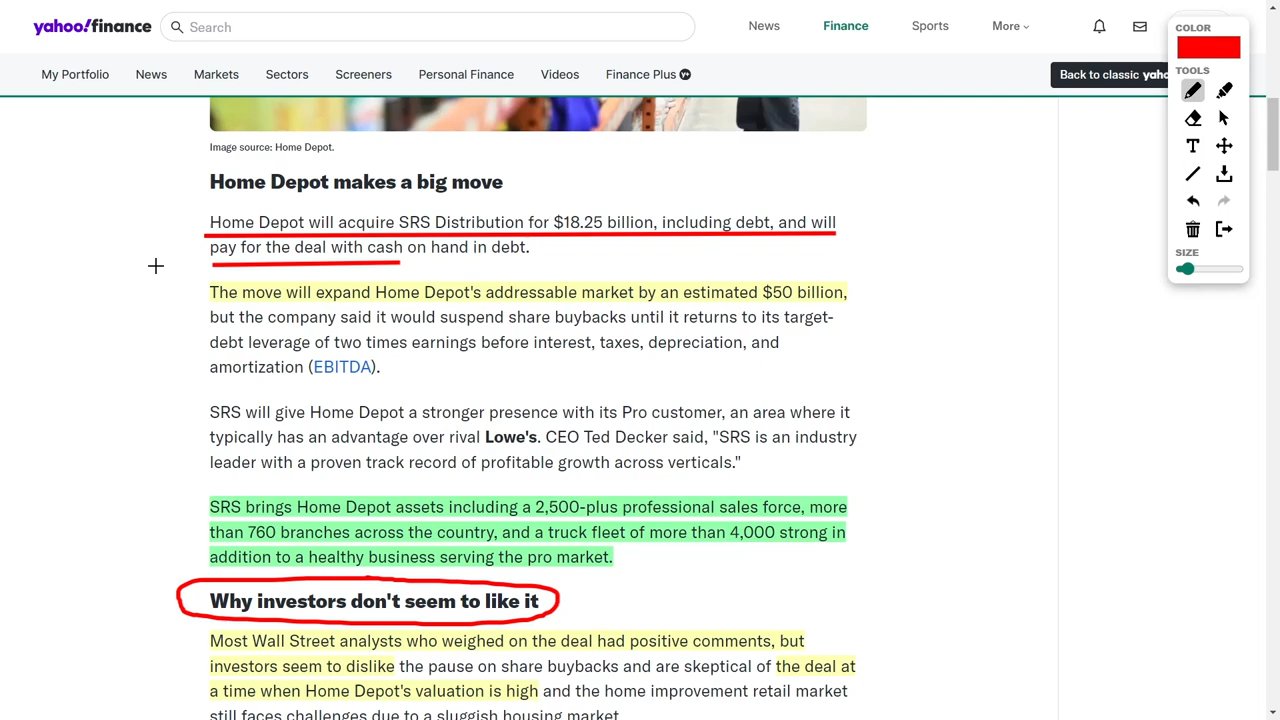 yahoo!finance
Search
News
Finance
Sports
More
My Portfolio
News
Markets
Sectors
Screeners
Personal Finance
Videos
Finance Plus
Back to classic yaho
COLOR
TOOLS
T
SIZE
Image source: Home Depot.
Home Depot makes a big move
Home Depot will acquire SRS Distribution for $18.25 billion, including debt, and will
pay for the deal with cash on hand in debt.
The move will expand Home Depot's addressable market by an estimated $50 billion,
but the company said it would suspend share buybacks until it returns to its target-
debt leverage of two times earnings before interest, taxes, depreciation, and
amortization (EBITDA).
SRS will give Home Depot a stronger presence with its Pro customer, an area where it
typically has an advantage over rival Lowe's. CEO Ted Decker said, "SRS is an industry
leader with a proven track record of profitable growth across verticals."
SRS brings Home Depot assets including a 2,500-plus professional sales force, more
than 760 branches across the country, and a truck fleet of more than 4,000 strong in
addition to a healthy business serving the pro market.
Why investors don't seem to like it
Most Wall Street analysts who weighed on the deal had positive comments, but
investors seem to dislike the pause on share buybacks and are skeptical of the deal at
a time when Home Depot's valuation is high and the home improvement retail market
still faces challenges due to a sluggish housing market.